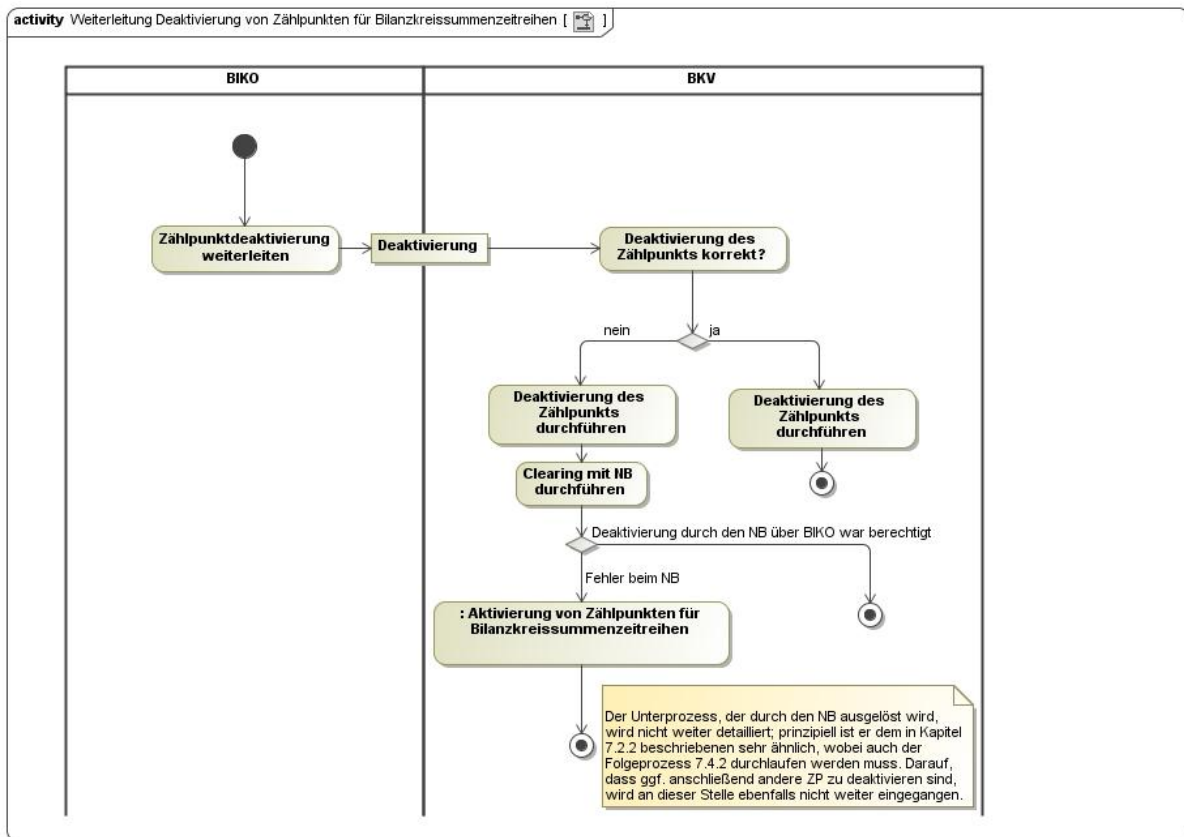 activity Weiterleitung Deaktivierung von Zählpunkten für Bilanzkreissummenzeitreihen [ ]
BIKO
BKV
Zählpunktdeaktivierung
weiterleiten
Deaktivierung
Deaktivierung des
Zählpunkts korrekt?
nein
ja
Deaktivierung des
Zählpunkts
durchführen
Deaktivierung des
Zählpunkts
durchführen
Clearing mit NB
durchführen
Deaktivierung durch den NB über BIKO war berechtigt
Fehler beim NB
: Aktivierung von Zählpunkten für
Bilanzkreissummenzeitreihen
Der Unterprozess, der durch den NB ausgelöst wird,
wird nicht weiter detailliert; prinzipiell ist er dem in Kapitel
7.2.2 beschriebenen sehr ähnlich, wobei auch der
Folgeprozess 7.4.2 durchlaufen werden muss. Darauf,
dass ggf. anschließend andere ZP zu deaktivieren sind,
wird an dieser Stelle ebenfalls nicht weiter eingegangen.